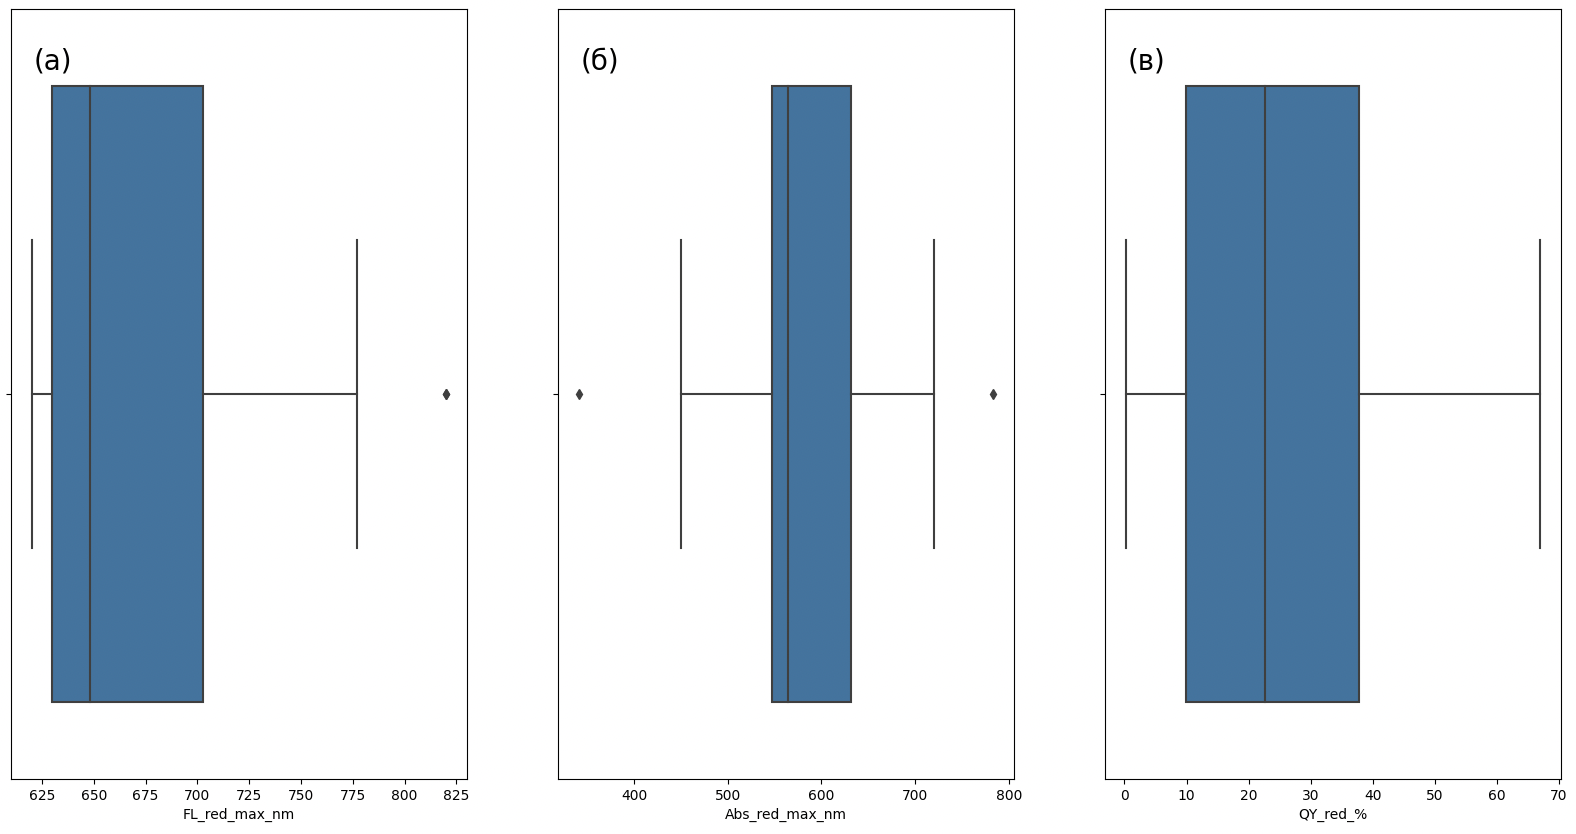 (а)
625 650 675 700 725 750 775 800 825
FL_red_max_nm
(б)
400 500 600 700 800
Abs_red_max_nm
(в)
0 10 20 30 40 50 60 70
QY_red_%